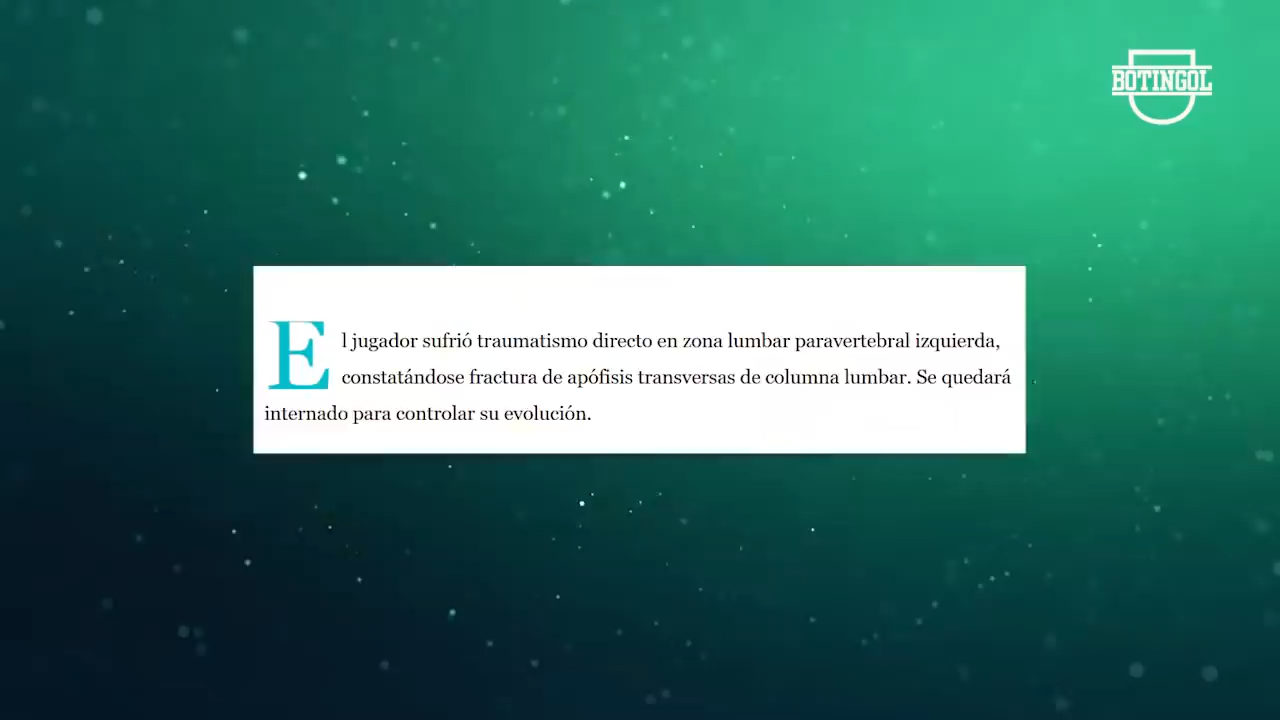 BOTINGOL
El jugador sufrió traumatismo directo en zona lumbar paravertebral izquierda,
constatándose fractura de apófisis transversas de columna lumbar. Se quedará
internado para controlar su evolución.